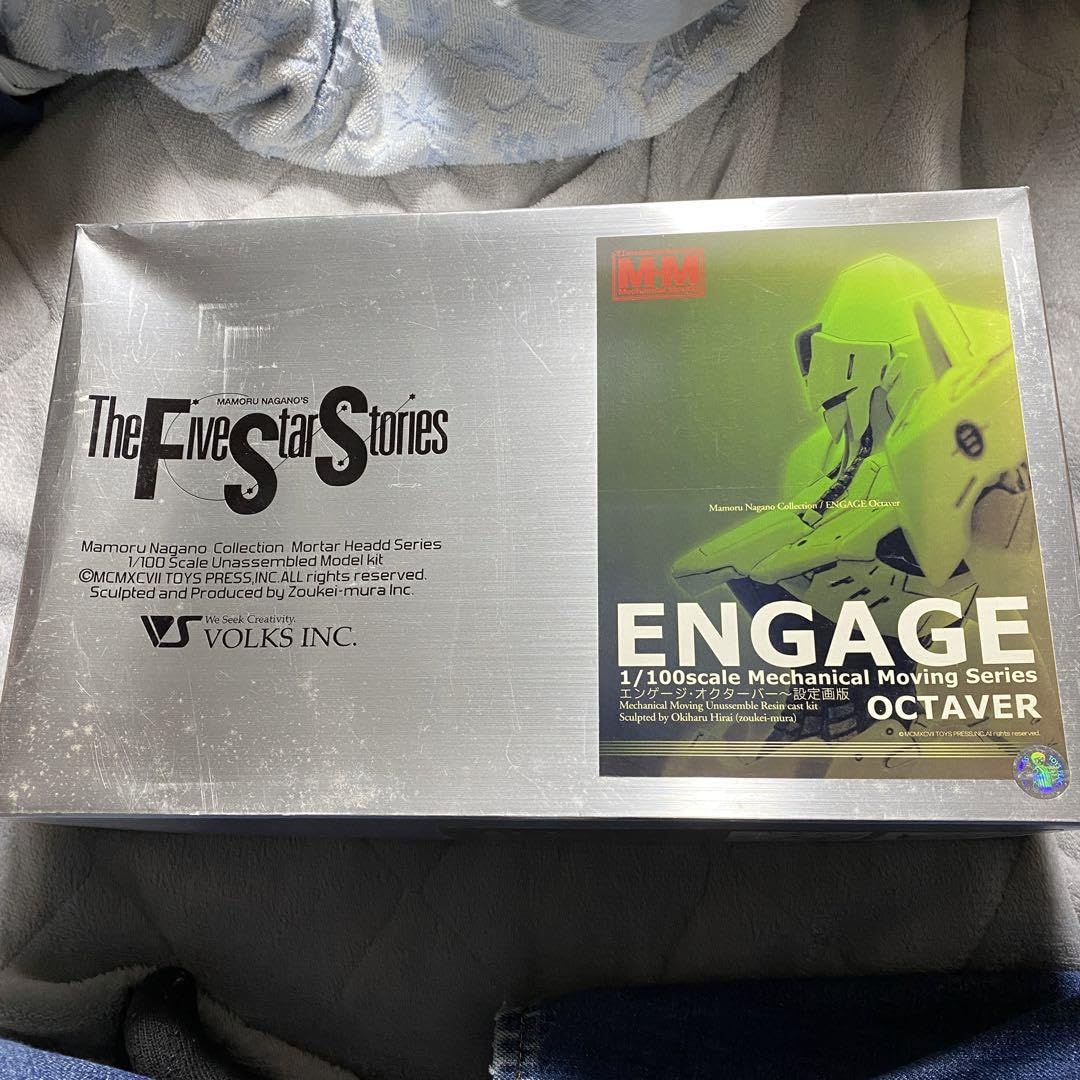 MAMORU NAGANO'S
The Five Star Stories
Mamoru Nagano Collection Mortar Headd Series
1/100 Scale Unassembled Model kit
©MCMXCVII TOYS PRESS,INC.ALL rights reserved.
Sculpted and Produced by Zoukei-mura Inc.
VS
We Seek Creativity.
VOLKS INC.
M·M
Mamoru Nagano Collection / ENGAGE Octaver
ENGAGE
1/100scale Mechanical Moving Series
エンゲージ・オクターバー～設定画版
OCTAVER
Mechanical Moving Unussemble Resin cast kit
Sculpted by Okiharu Hirai (zoukei-mura)
©MCMXCVII TOYS PRESS,INC.All rights reserved.